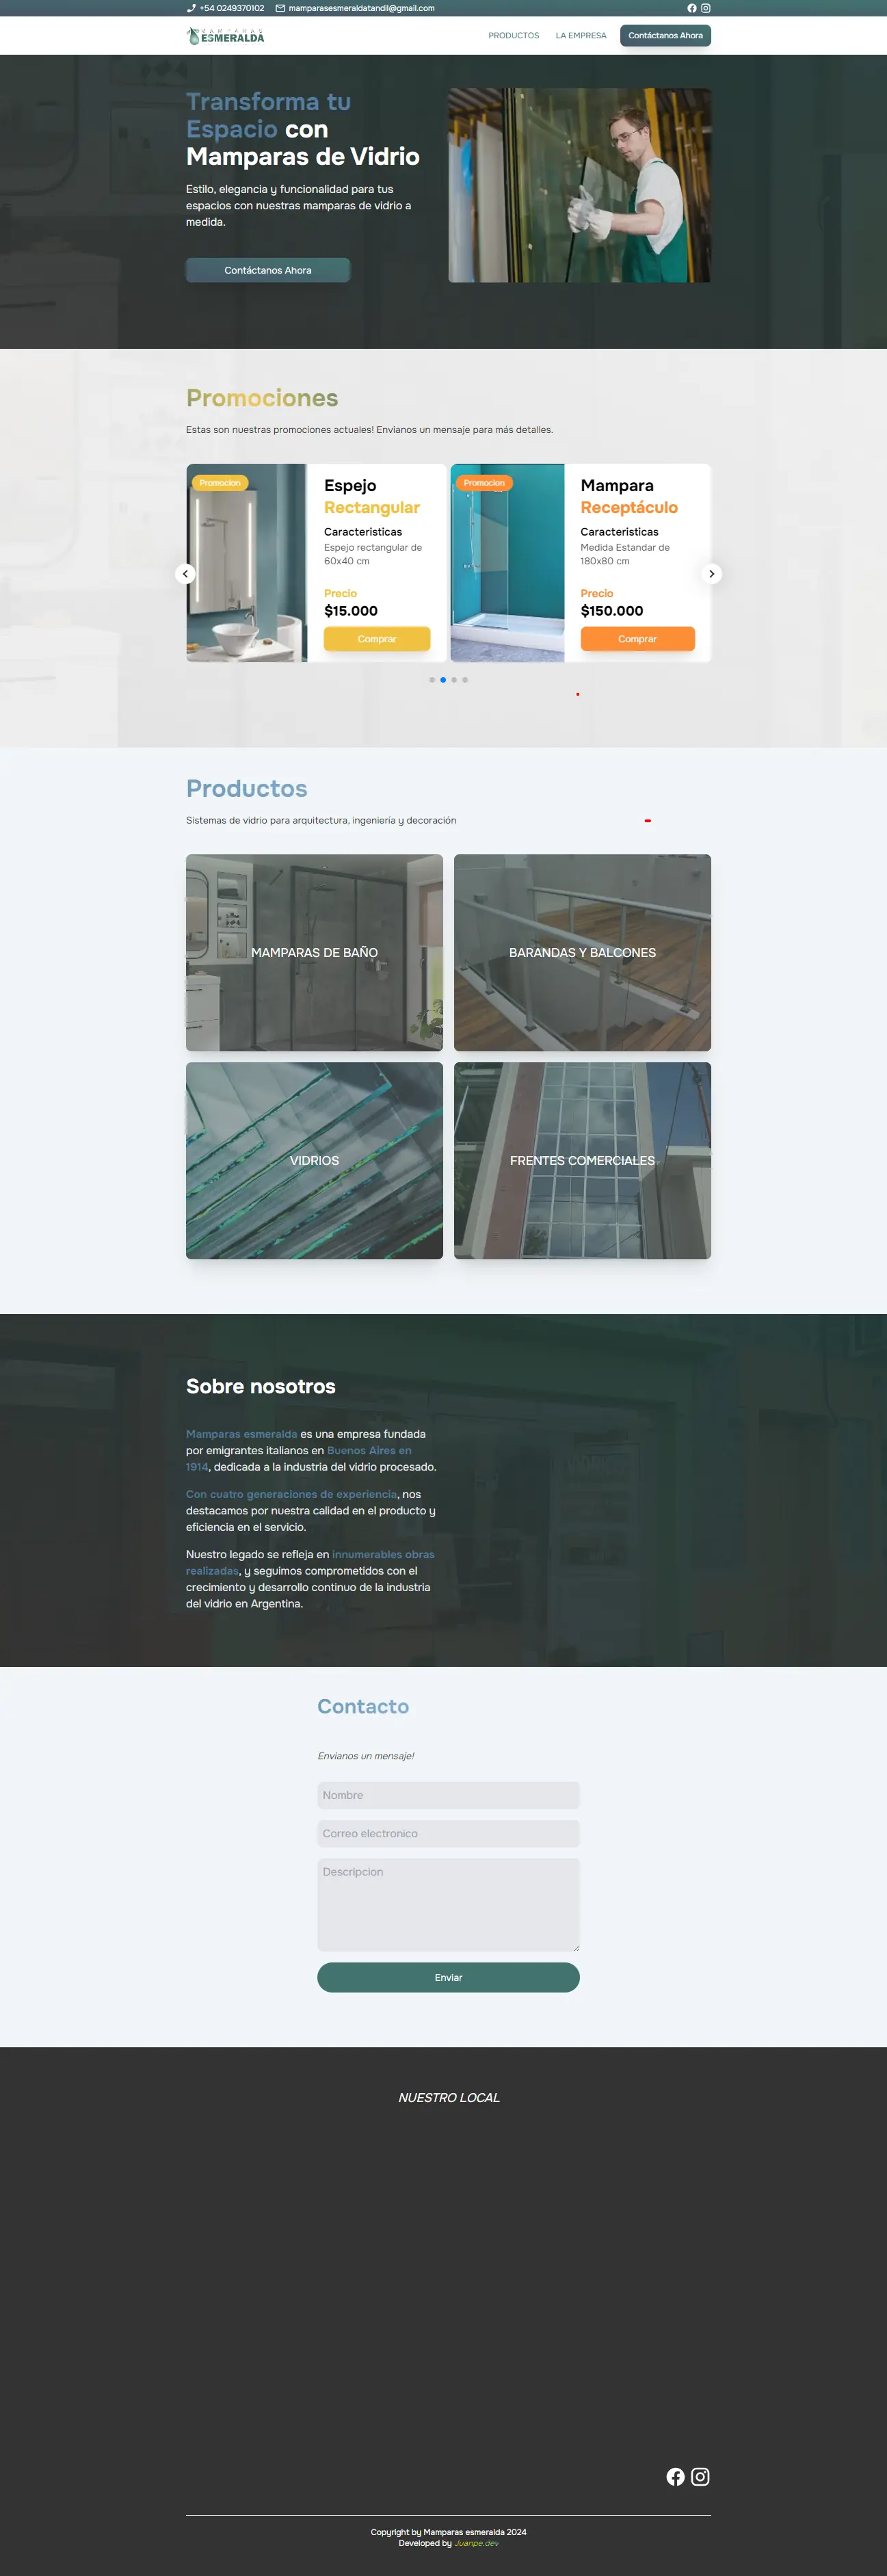 +54 0249370102
mamparasesmeraldatandil@gmail.com
MAMPARAS
ESMERALDA
PRODUCTOS
LA EMPRESA
Contáctanos Ahora
Transforma tu
Espacio con
Mamparas de Vidrio
Estilo, elegancia y funcionalidad para tus
espacios con nuestras mamparas de vidrio a
medida.
Contáctanos Ahora
Promociones
Estas son nuestras promociones actuales! Envianos un mensaje para más detalles.
Promocion
Espejo
Rectangular
Caracteristicas
Espejo rectangular de
60x40 cm
Precio
$15.000
Comprar
Promocion
Mampara
Receptáculo
Caracteristicas
Medida Estandar de
180x80 cm
Precio
$150.000
Comprar
Productos
Sistemas de vidrio para arquitectura, ingeniería y decoración
MAMPARAS DE BAÑO
BARANDAS Y BALCONES
VIDRIOS
FRENTES COMERCIALES
Sobre nosotros
Mamparas esmeralda es una empresa fundada
por emigrantes italianos en Buenos Aires en
1914, dedicada a la industria del vidrio procesado.
Con cuatro generaciones de experiencia, nos
destacamos por nuestra calidad en el producto y
eficiencia en el servicio.
Nuestro legado se refleja en innumerables obras
realizadas, y seguimos comprometidos con el
crecimiento y desarrollo continuo de la industria
del vidrio en Argentina.
Contacto
Envianos un mensaje!
Nombre
Correo electronico
Descripcion
Enviar
NUESTRO LOCAL
Copyright by Mamparas esmeralda 2024
Developed by Juanpe.dev